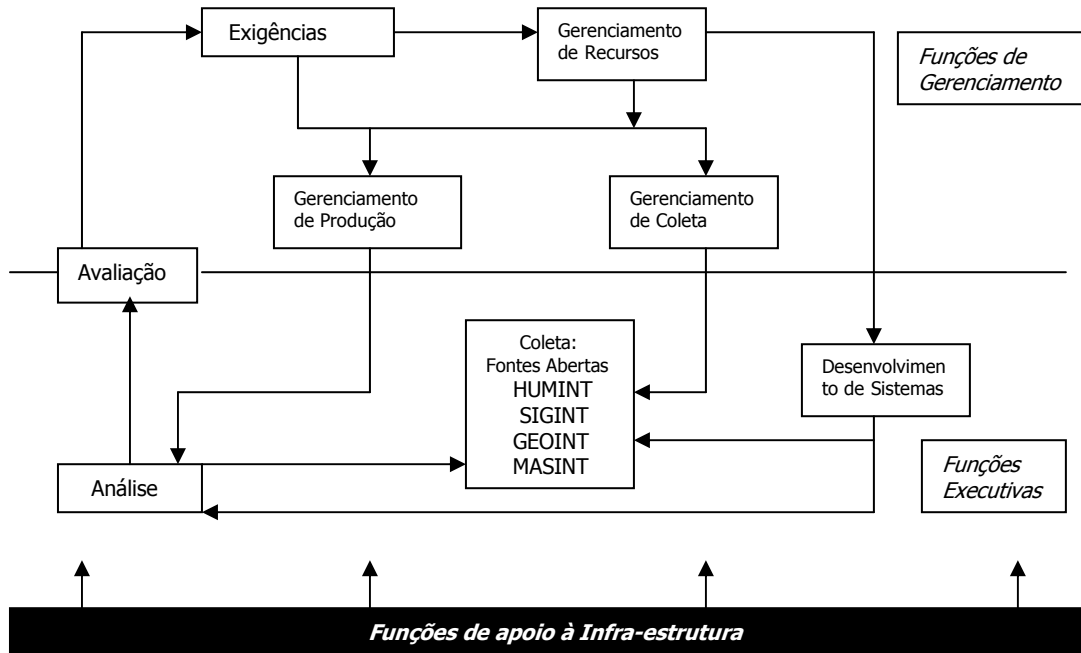 Exigências
Gerenciamento
de Recursos
Funções de
Gerenciamento
Gerenciamento
de Produção
Gerenciamento
de Coleta
Avaliação
Coleta:
Fontes Abertas
HUMINT
SIGINT
GEOINT
MASINT
Desenvolvimen
to de Sistemas
Análise
Funções
Executivas
Funções de apoio à Infra-estrutura